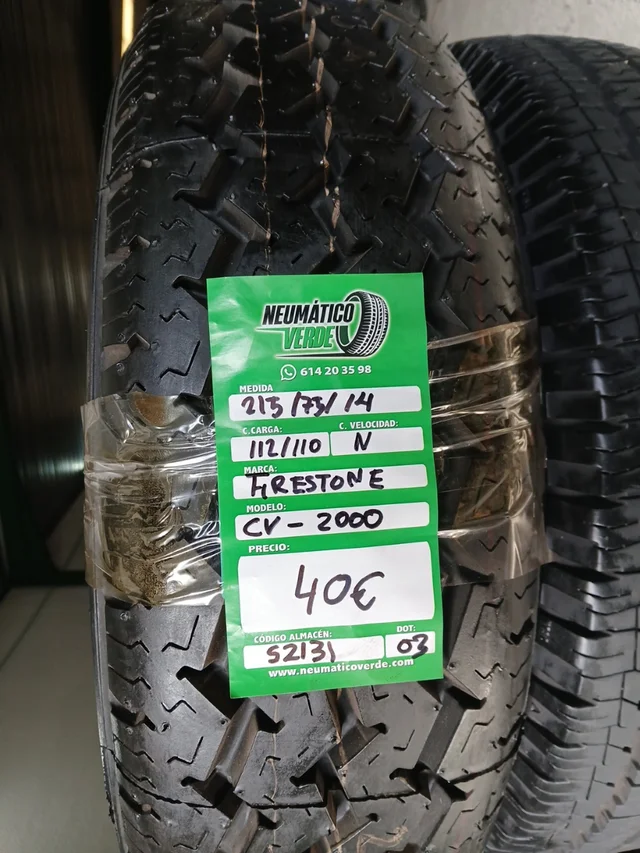 NEUMÁTICO
VERDE
614 20 35 98
MEDIDA
215/75/14
C.CARGA: C. VELOCIDAD:
112/110 N
MARCA:
FIRESTONE
MODELO:
CV-2000
PRECIO:
40€
CÓDIGO ALMACÉN: DOT:
S2131 03
www.neumaticoverde.com